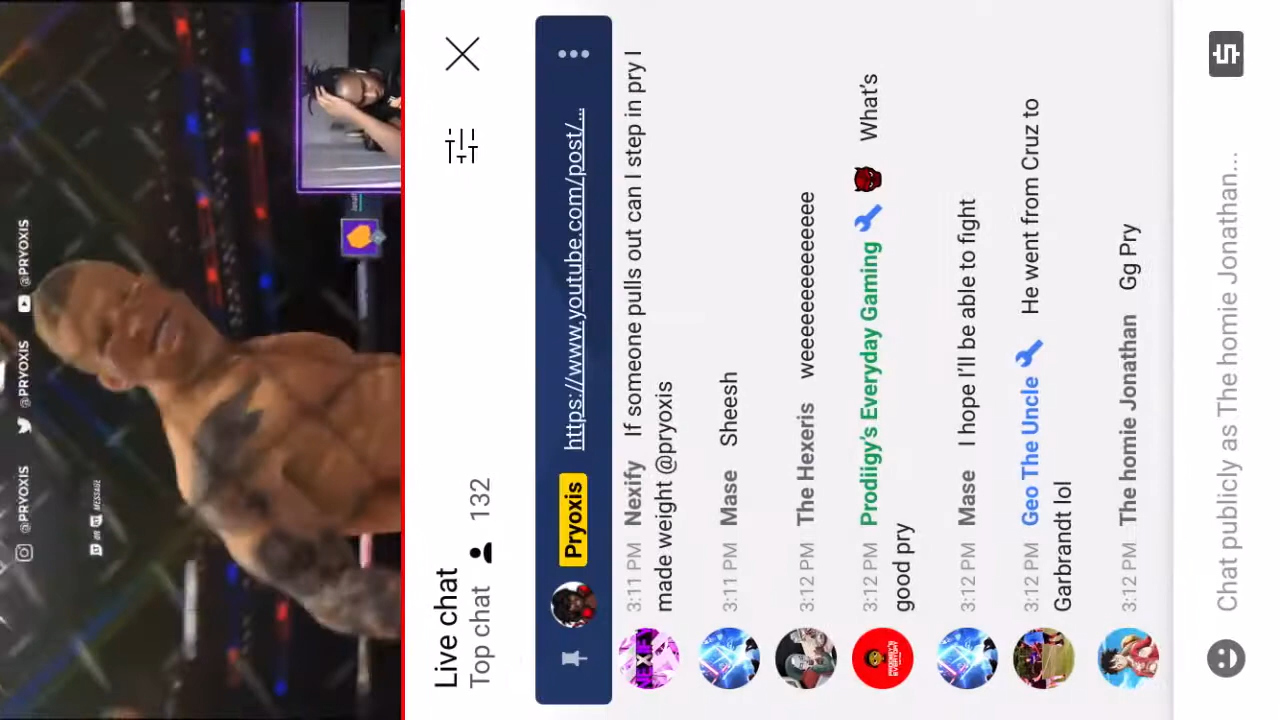 @PRYOXIS @PRYOXIS @PRYOXIS
OR MESSAGE
Live chat
Top chat 132
Pryoxis https://www.youtube.com/post/...
3:11 PM Nexify If someone pulls out can I step in pry I
made weight @pryoxis
3:11 PM Mase Sheesh
3:12 PM The Hexeris weeeeeeeeeeeeeee
3:12 PM Prodiigy's Everyday Gaming What's
good pry
3:12 PM Mase I hope I'll be able to fight
3:12 PM Geo The Uncle He went from Cruz to
Garbrandt lol
3:12 PM The homie Jonathan Gg Pry
Chat publicly as The homie Jonathan...